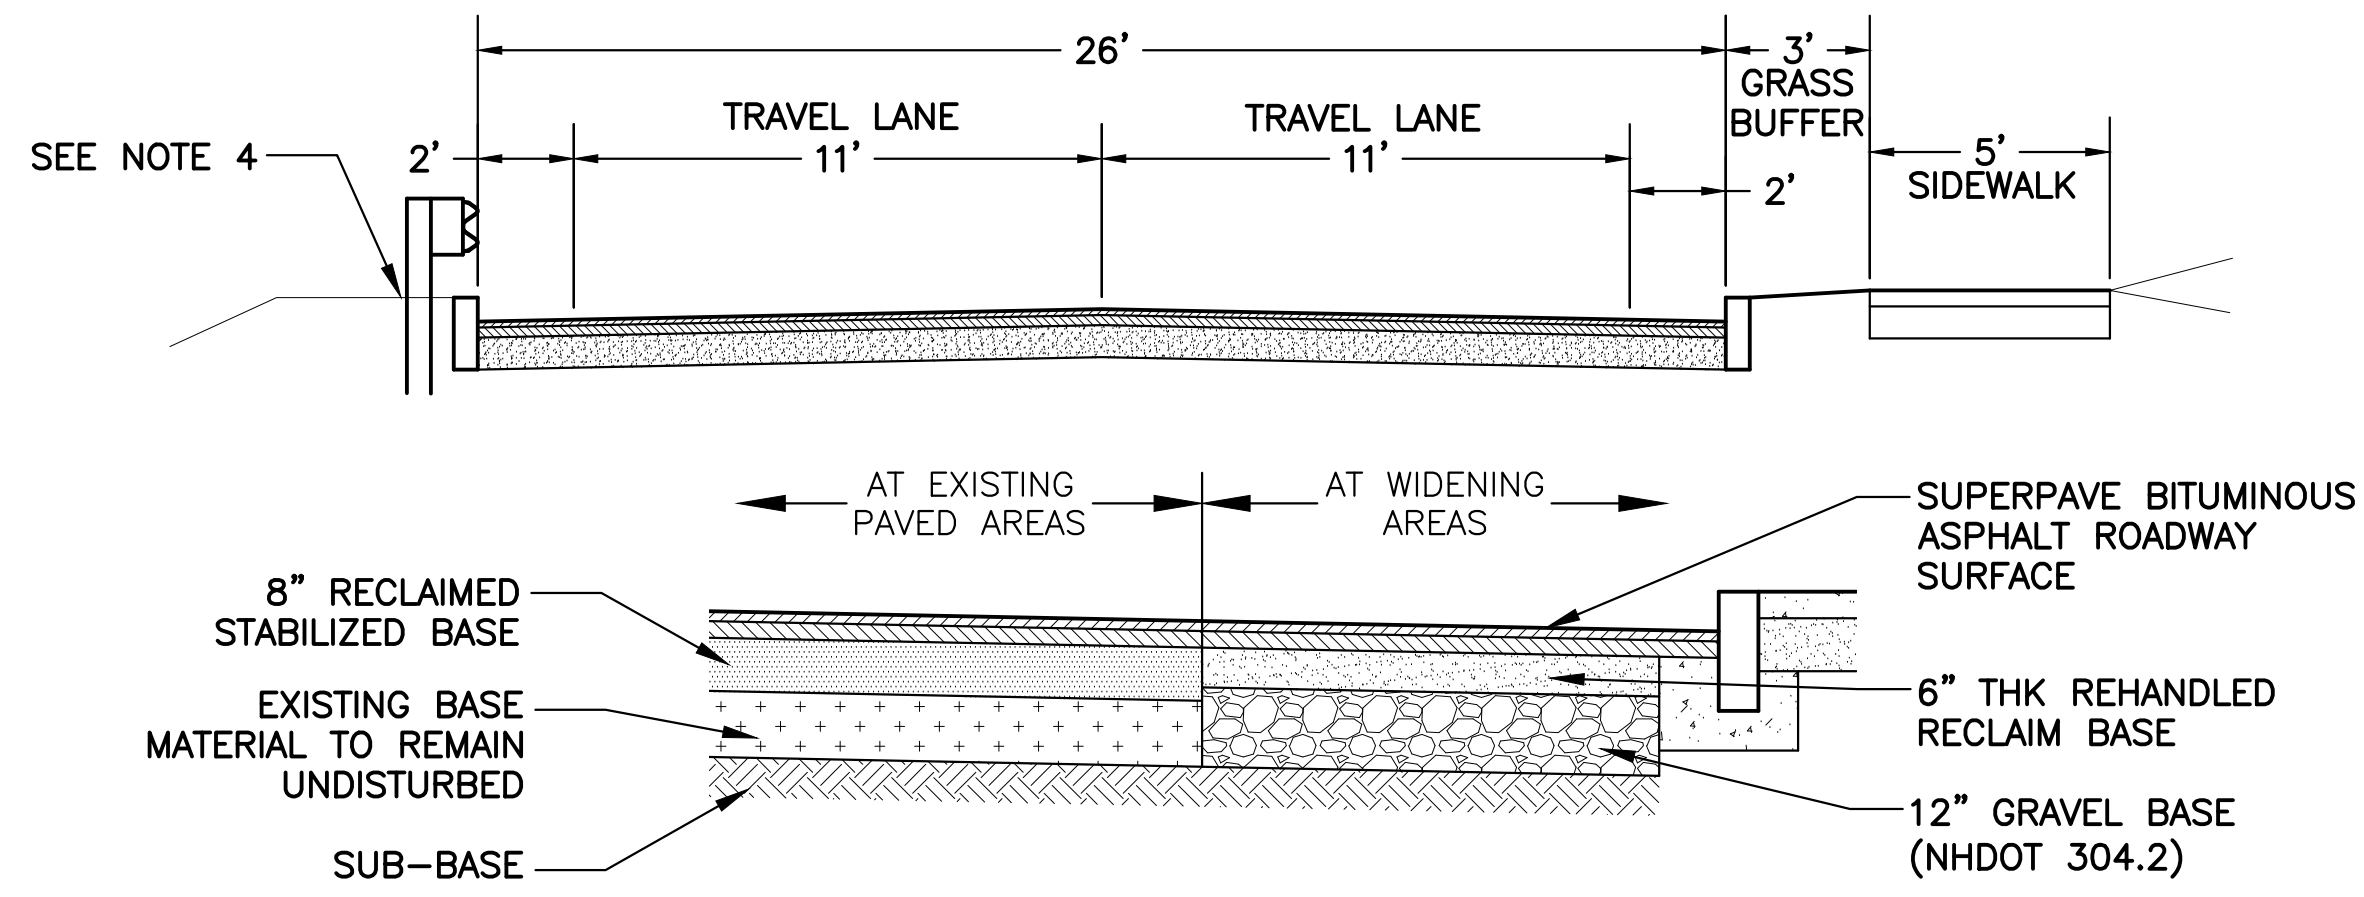 26’
3’
GRASS
BUFFER
TRAVEL LANE
11’
TRAVEL LANE
11’
SEE NOTE 4
2'
5’
SIDEWALK
2'
AT EXISTING
PAVED AREAS
AT WIDENING
AREAS
SUPERPAVE BITUMINOUS
ASPHALT ROADWAY
SURFACE
8” RECLAIMED
STABILIZED BASE
EXISTING BASE
MATERIAL TO REMAIN
UNDISTURBED
6” THK REHANDLED
RECLAIM BASE
SUB-BASE
12” GRAVEL BASE
(NHDOT 304.2)